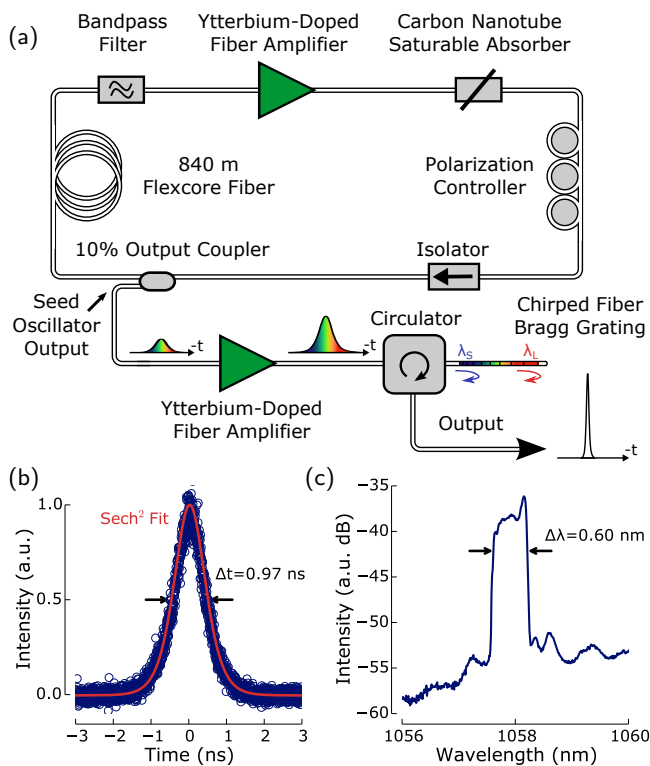 (a)
Bandpass
Filter
Ytterbium-Doped
Fiber Amplifier
Carbon Nanotube
Saturable Absorber
840 m
Flexcore Fiber
Polarization
Controller
10% Output Coupler
Isolator
Seed
Oscillator
Output
-t
-t
Circulator
Chirped Fiber
Bragg Grating
λS
λL
Ytterbium-Doped
Fiber Amplifier
Output
-t
(b)
Sech² Fit
Δt=0.97 ns
Intensity (a.u.)
1.0
0.5
0.0
−3 −2 −1 0 1 2 3
Time (ns)
(c)
Δλ=0.60 nm
Intensity (a.u. dB)
−35
−40
−45
−50
−55
−60
1056 1058 1060
Wavelength (nm)